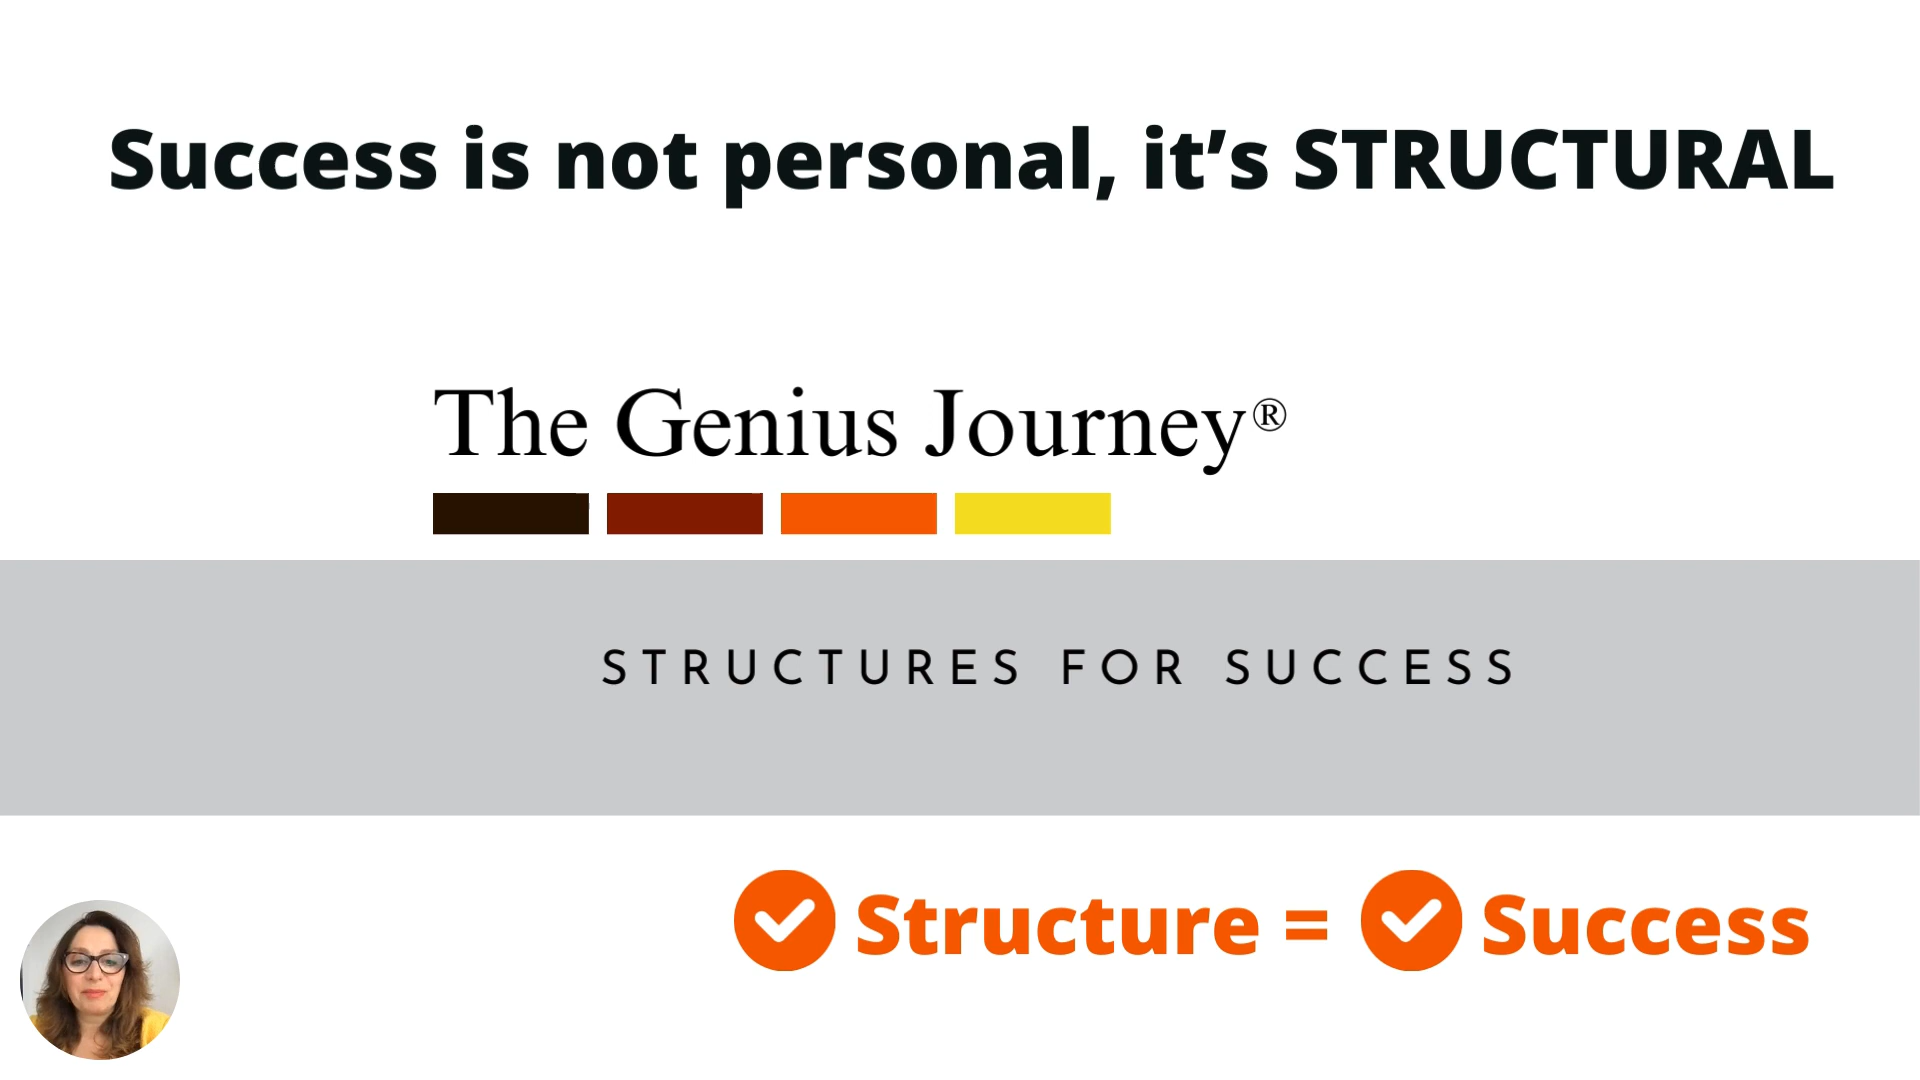 Success is not personal, it’s STRUCTURAL
The Genius Journey®
STRUCTURES FOR SUCCESS
Structure = Success